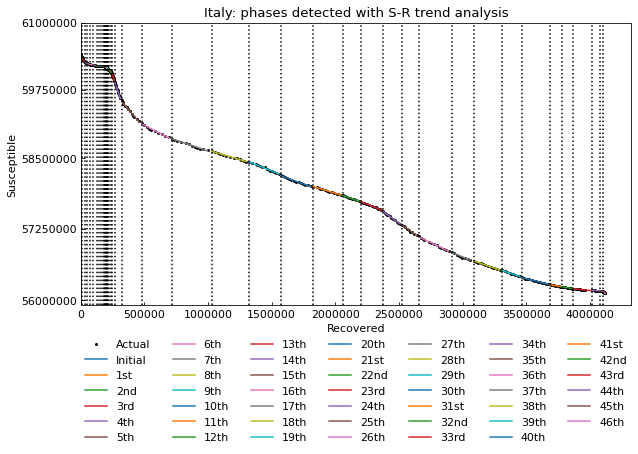 Italy: phases detected with S-R trend analysis
61000000
59750000
58500000
57250000
56000000
Susceptible
0 500000 1000000 1500000 2000000 2500000 3000000 3500000 4000000
Recovered
Actual 6th 13th 20th 27th 34th 41st
Initial 7th 14th 21st 28th 35th 42nd
1st 8th 15th 22nd 29th 36th 43rd
2nd 9th 16th 23rd 30th 37th 44th
3rd 10th 17th 24th 31st 38th 45th
4th 11th 18th 25th 32nd 39th 46th
5th 12th 19th 26th 33rd 40th